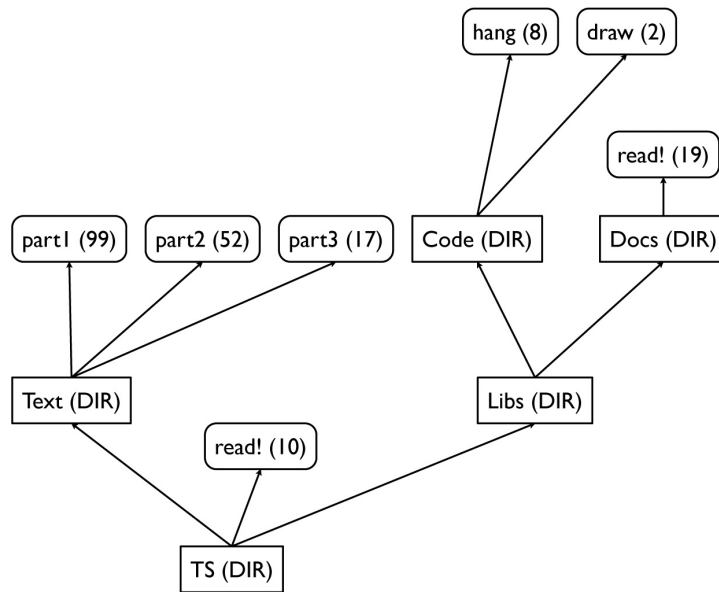 hang (8)
draw (2)
read! (19)
part1 (99)
part2 (52)
part3 (17)
Code (DIR)
Docs (DIR)
Text (DIR)
Libs (DIR)
read! (10)
TS (DIR)